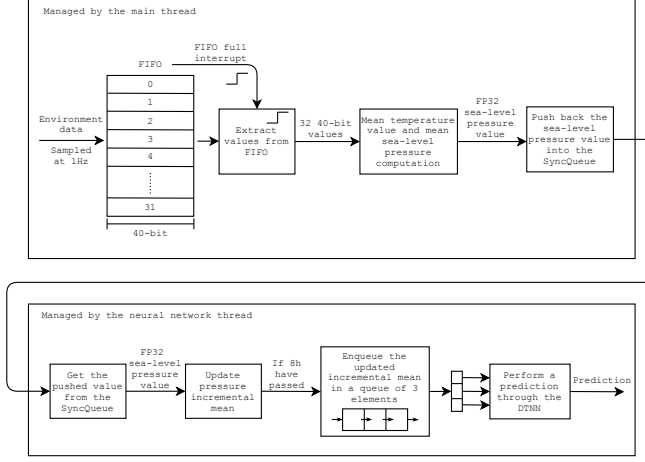 Managed by the main thread
FIFO full
interrupt
FIFO
0
1
2
3
4
31
40-bit
Environment
data
Sampled
at 1Hz
Extract
values from
FIFO
32 40-bit
values
Mean temperature
value and mean
sea-level
pressure
computation
FP32
sea-level
pressure
value
Push back the
sea-level
pressure value
into the
SyncQueue
Managed by the neural network thread
Get the
pushed value
from the
SyncQueue
FP32
sea-level
pressure
value
Update
pressure
incremental
mean
If 8h
have
passed
Enqueue the
updated
incremental mean
in a queue of 3
elements
Perform a
prediction
through the
DTNN
Prediction